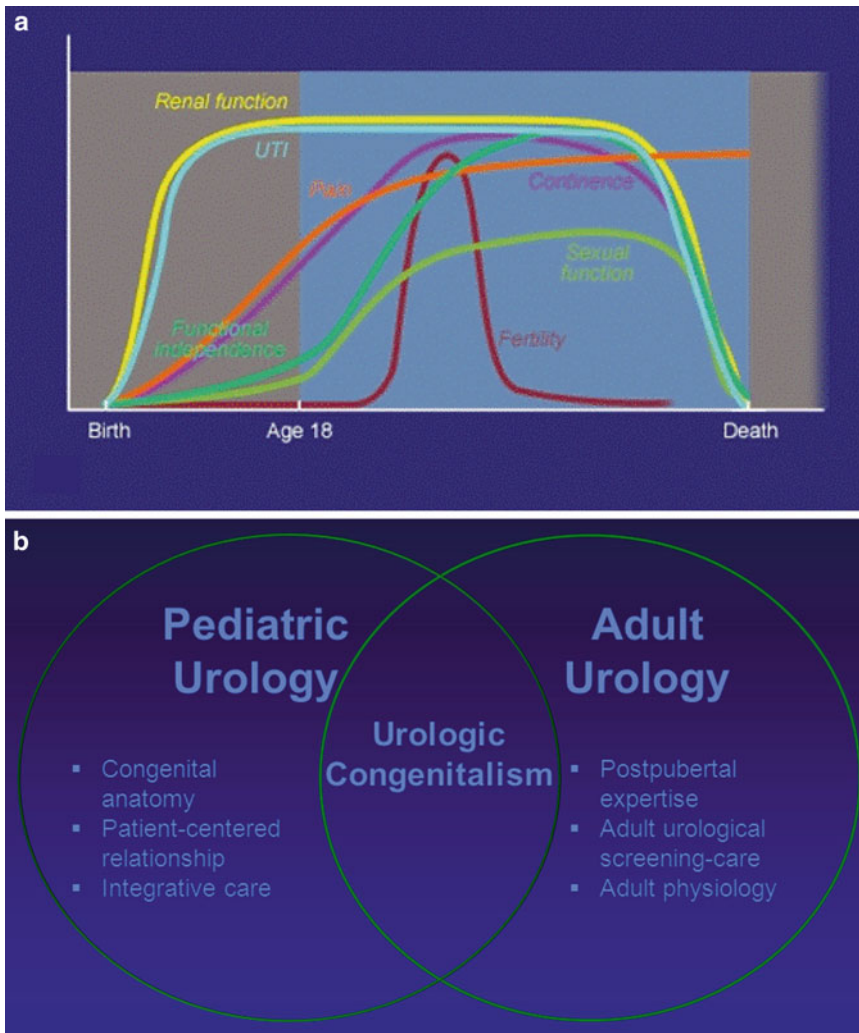 a
Renal function
UTI
Pain
Continence
Sexual
function
Functional
independence
Fertility
Birth
Age 18
Death
b
Pediatric
Urology
Adult
Urology
Urologic
Congenitalism
▪ Congenital
anatomy
▪ Patient-centered
relationship
▪ Integrative care
▪ Postpubertal
expertise
▪ Adult urological
screening-care
▪ Adult physiology